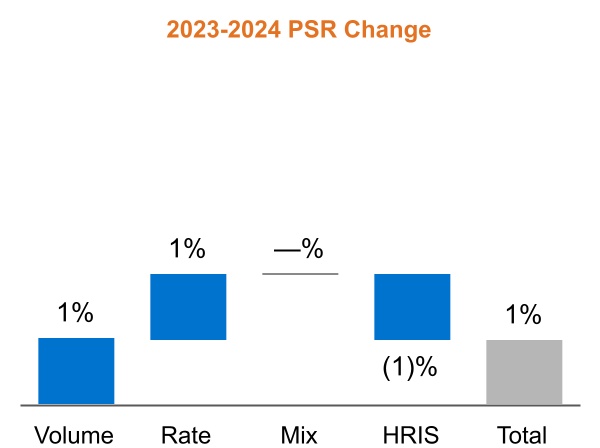 2023-2024 PSR Change
1%
1%
—%
(1)%
1%
Volume
Rate
Mix
HRIS
Total